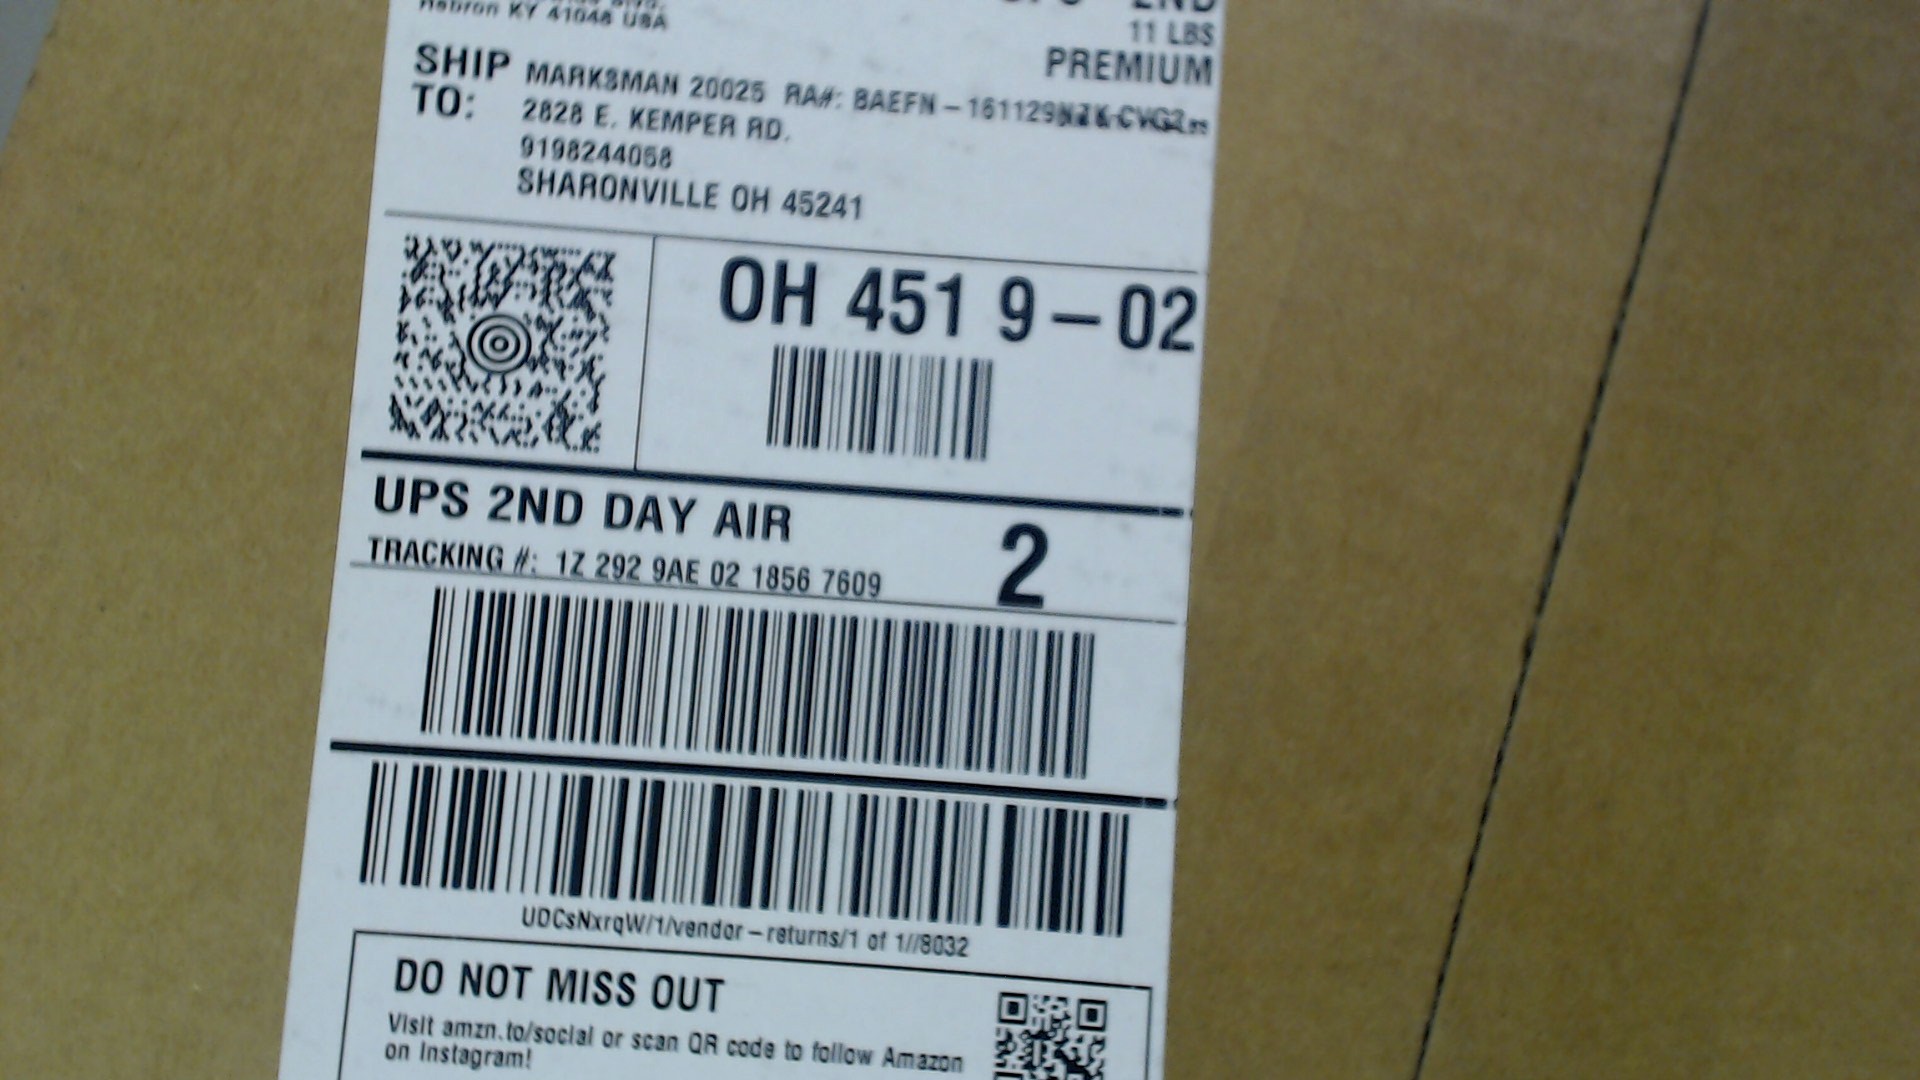 Hebron KY 41048 USA
2ND
11 LBS
PREMIUM
SHIP TO:
MARKSMAN 20025 RA#: BAEFN-161129
2828 E. KEMPER RD.
9198244058
SHARONVILLE OH 45241
OH 451 9-02
UPS 2ND DAY AIR
2
TRACKING #: 1Z 292 9AE 02 1856 7609
UDCsNxrqW/1/vendor-returns/1 of 1//8032
DO NOT MISS OUT
Visit amzn.to/social or scan QR code to follow Amazon
on Instagram!